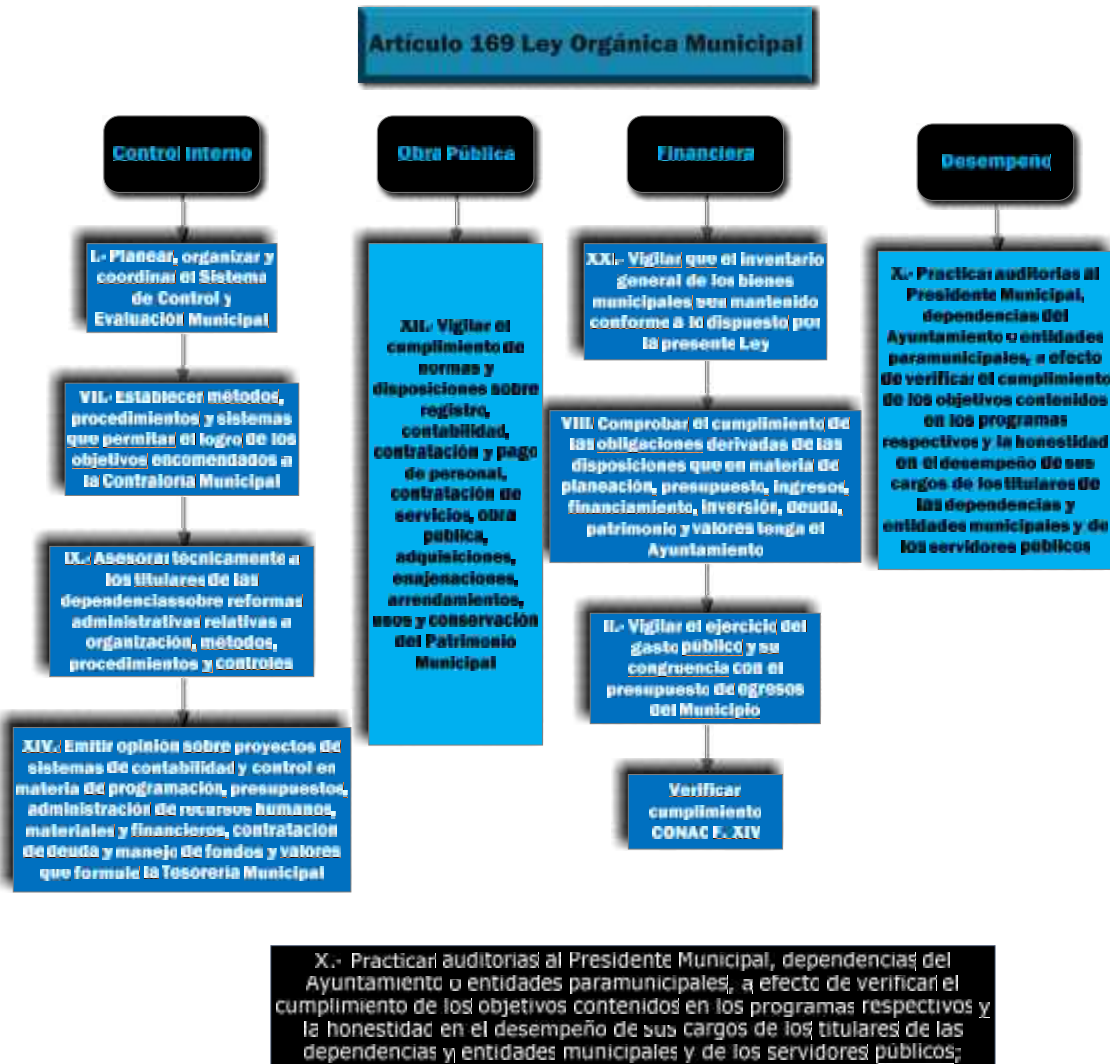 Artículo 169 Ley Orgánica Municipal
Control Interno
I.- Planear, organizar y
coordinar el Sistema
de Control y
Evaluación Municipal
VII.- Establecer métodos,
procedimientos y sistemas
que permitan el logro de los
objetivos encomendados a
la Contraloría Municipal
IX.- Asesorar técnicamente a
los titulares de las
dependenciassobre reformas
administrativas relativas a
organización, métodos,
procedimientos y controles
XIV.- Emitir opinión sobre proyectos de
sistemas de contabilidad y control en
materia de programación, presupuestos,
administración de recursos humanos,
materiales y financieros, contratación
de deuda y manejo de fondos y valores
que formule la Tesorería Municipal
Obra Pública
XII.- Vigilar el
cumplimiento de
normas y
disposiciones sobre
registro,
contabilidad,
contratación y pago
de personal,
contratación de
servicios, obra
pública,
adquisiciones,
enajenaciones,
arrendamientos,
usos y conservación
del Patrimonio
Municipal
Financiera
XXI.- Vigilar que el inventario
general de los bienes
municipales sea mantenido
conforme a lo dispuesto por
la presente Ley
VIII. Comprobar el cumplimiento de
las obligaciones derivadas de las
disposiciones que en materia de
planeación, presupuesto, ingresos,
financiamiento, inversión, deuda,
patrimonio y valores tenga el
Ayuntamiento
II.- Vigilar el ejercicio del
gasto público y su
congruencia con el
presupuesto de egresos
del Municipio
Verificar
cumplimiento
CONAC F. XIV
Desempeño
X.- Practicar auditorias al
Presidente Municipal,
dependencias del
Ayuntamiento o entidades
paramunicipales, a efecto
de verificar el cumplimiento
de los objetivos contenidos
en los programas
respectivos y la honestidad
en el desempeño de sus
cargos de los titulares de
las dependencias y
entidades municipales y de
los servidores públicos
X.- Practicar auditorias al Presidente Municipal, dependencias del
Ayuntamiento o entidades paramunicipales, a efecto de verificar el
cumplimiento de los objetivos contenidos en los programas respectivos y
la honestidad en el desempeño de sus cargos de los titulares de las
dependencias y entidades municipales y de los servidores públicos;